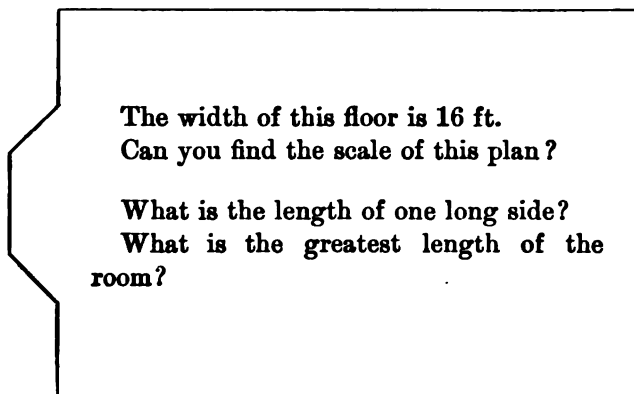 The width of this floor is 16 ft.
Can you find the scale of this plan?
What is the length of one long side?
What is the greatest length of the
room?